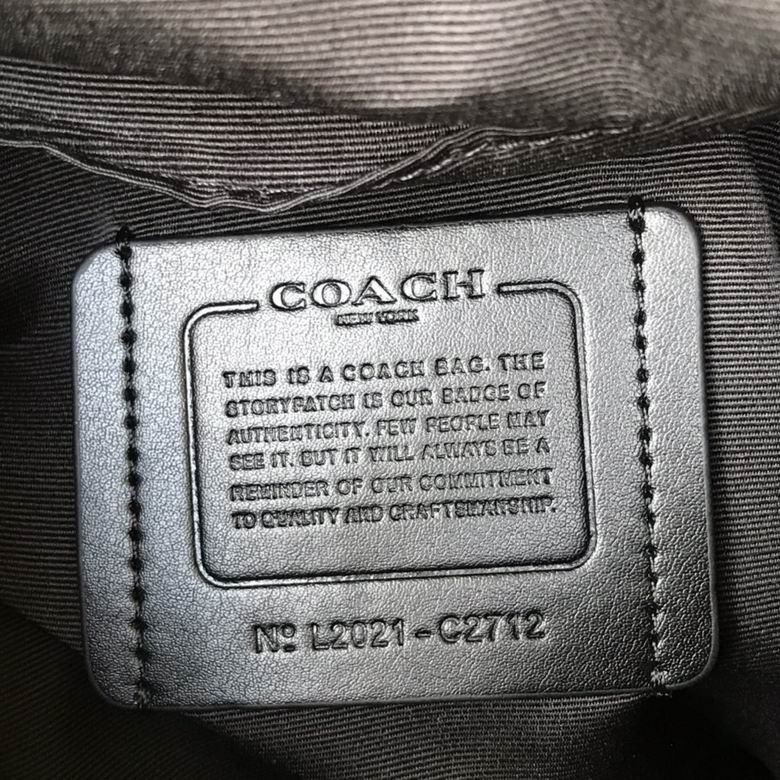 COACH
NEW YORK
THIS IS A COACH BAG. THE
STORYPATCH IS OUR BADGE OF
AUTHENTICITY. FEW PEOPLE MAY
SEE IT. BUT IT WILL ALWAYS BE A
REMINDER OF OUR COMMITMENT
TO QUALITY AND CRAFTSMANSHIP.
Nº L2021-C2712